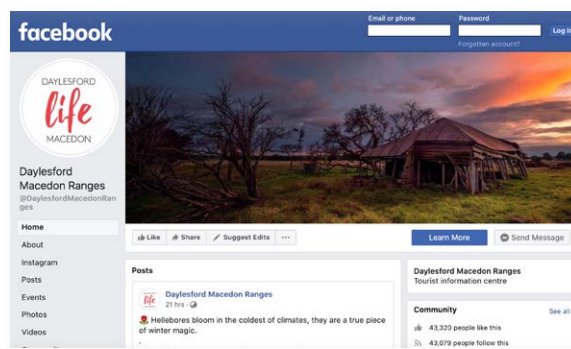 facebook
Email or phone
Password
Log In
Forgotten account?
DAYLESFORD
life
MACEDON
Daylesford
Macedon Ranges
@DaylesfordMacedonRan
ges
Home
About
Instagram
Posts
Events
Photos
Videos
Like
Share
Suggest Edits
...
Learn More
Send Message
Posts
life
Daylesford Macedon Ranges
21 hrs ·
Hellebores bloom in the coldest of climates, they are a true piece
of winter magic.
.
Daylesford Macedon Ranges
Tourist information centre
Community
See all
43,320 people like this
43,079 people follow this